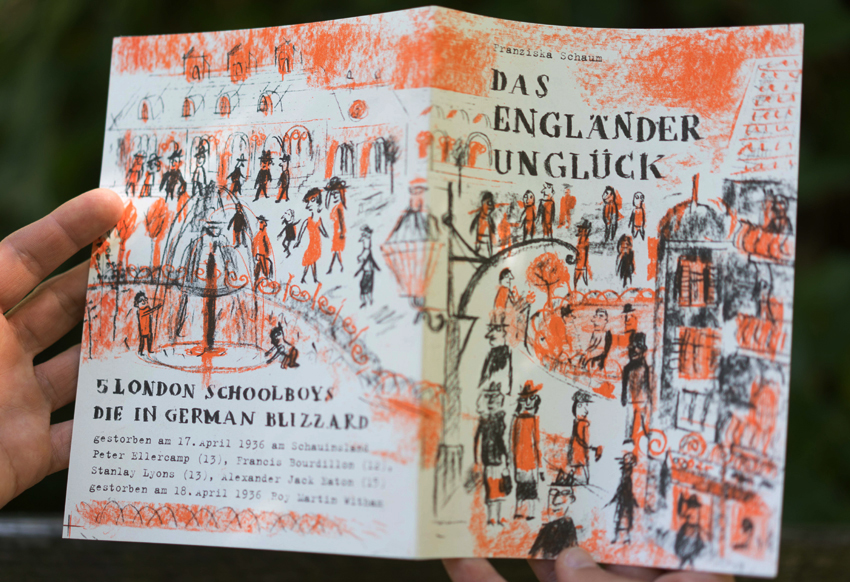 Franziska Schaum
DAS
ENGLÄNDER
UNGLÜCK
5 LONDON SCHOOLBOYS
DIE IN GERMAN BLIZZARD
gestorben am 17.April 1936 am Schauinsland
Peter Ellercamp (13), Francis Bourdillon (12),
Stanlay Lyons (13), Alexander Jack Eaton (13)
gestorben am 18.April 1936 Roy Martin Witham